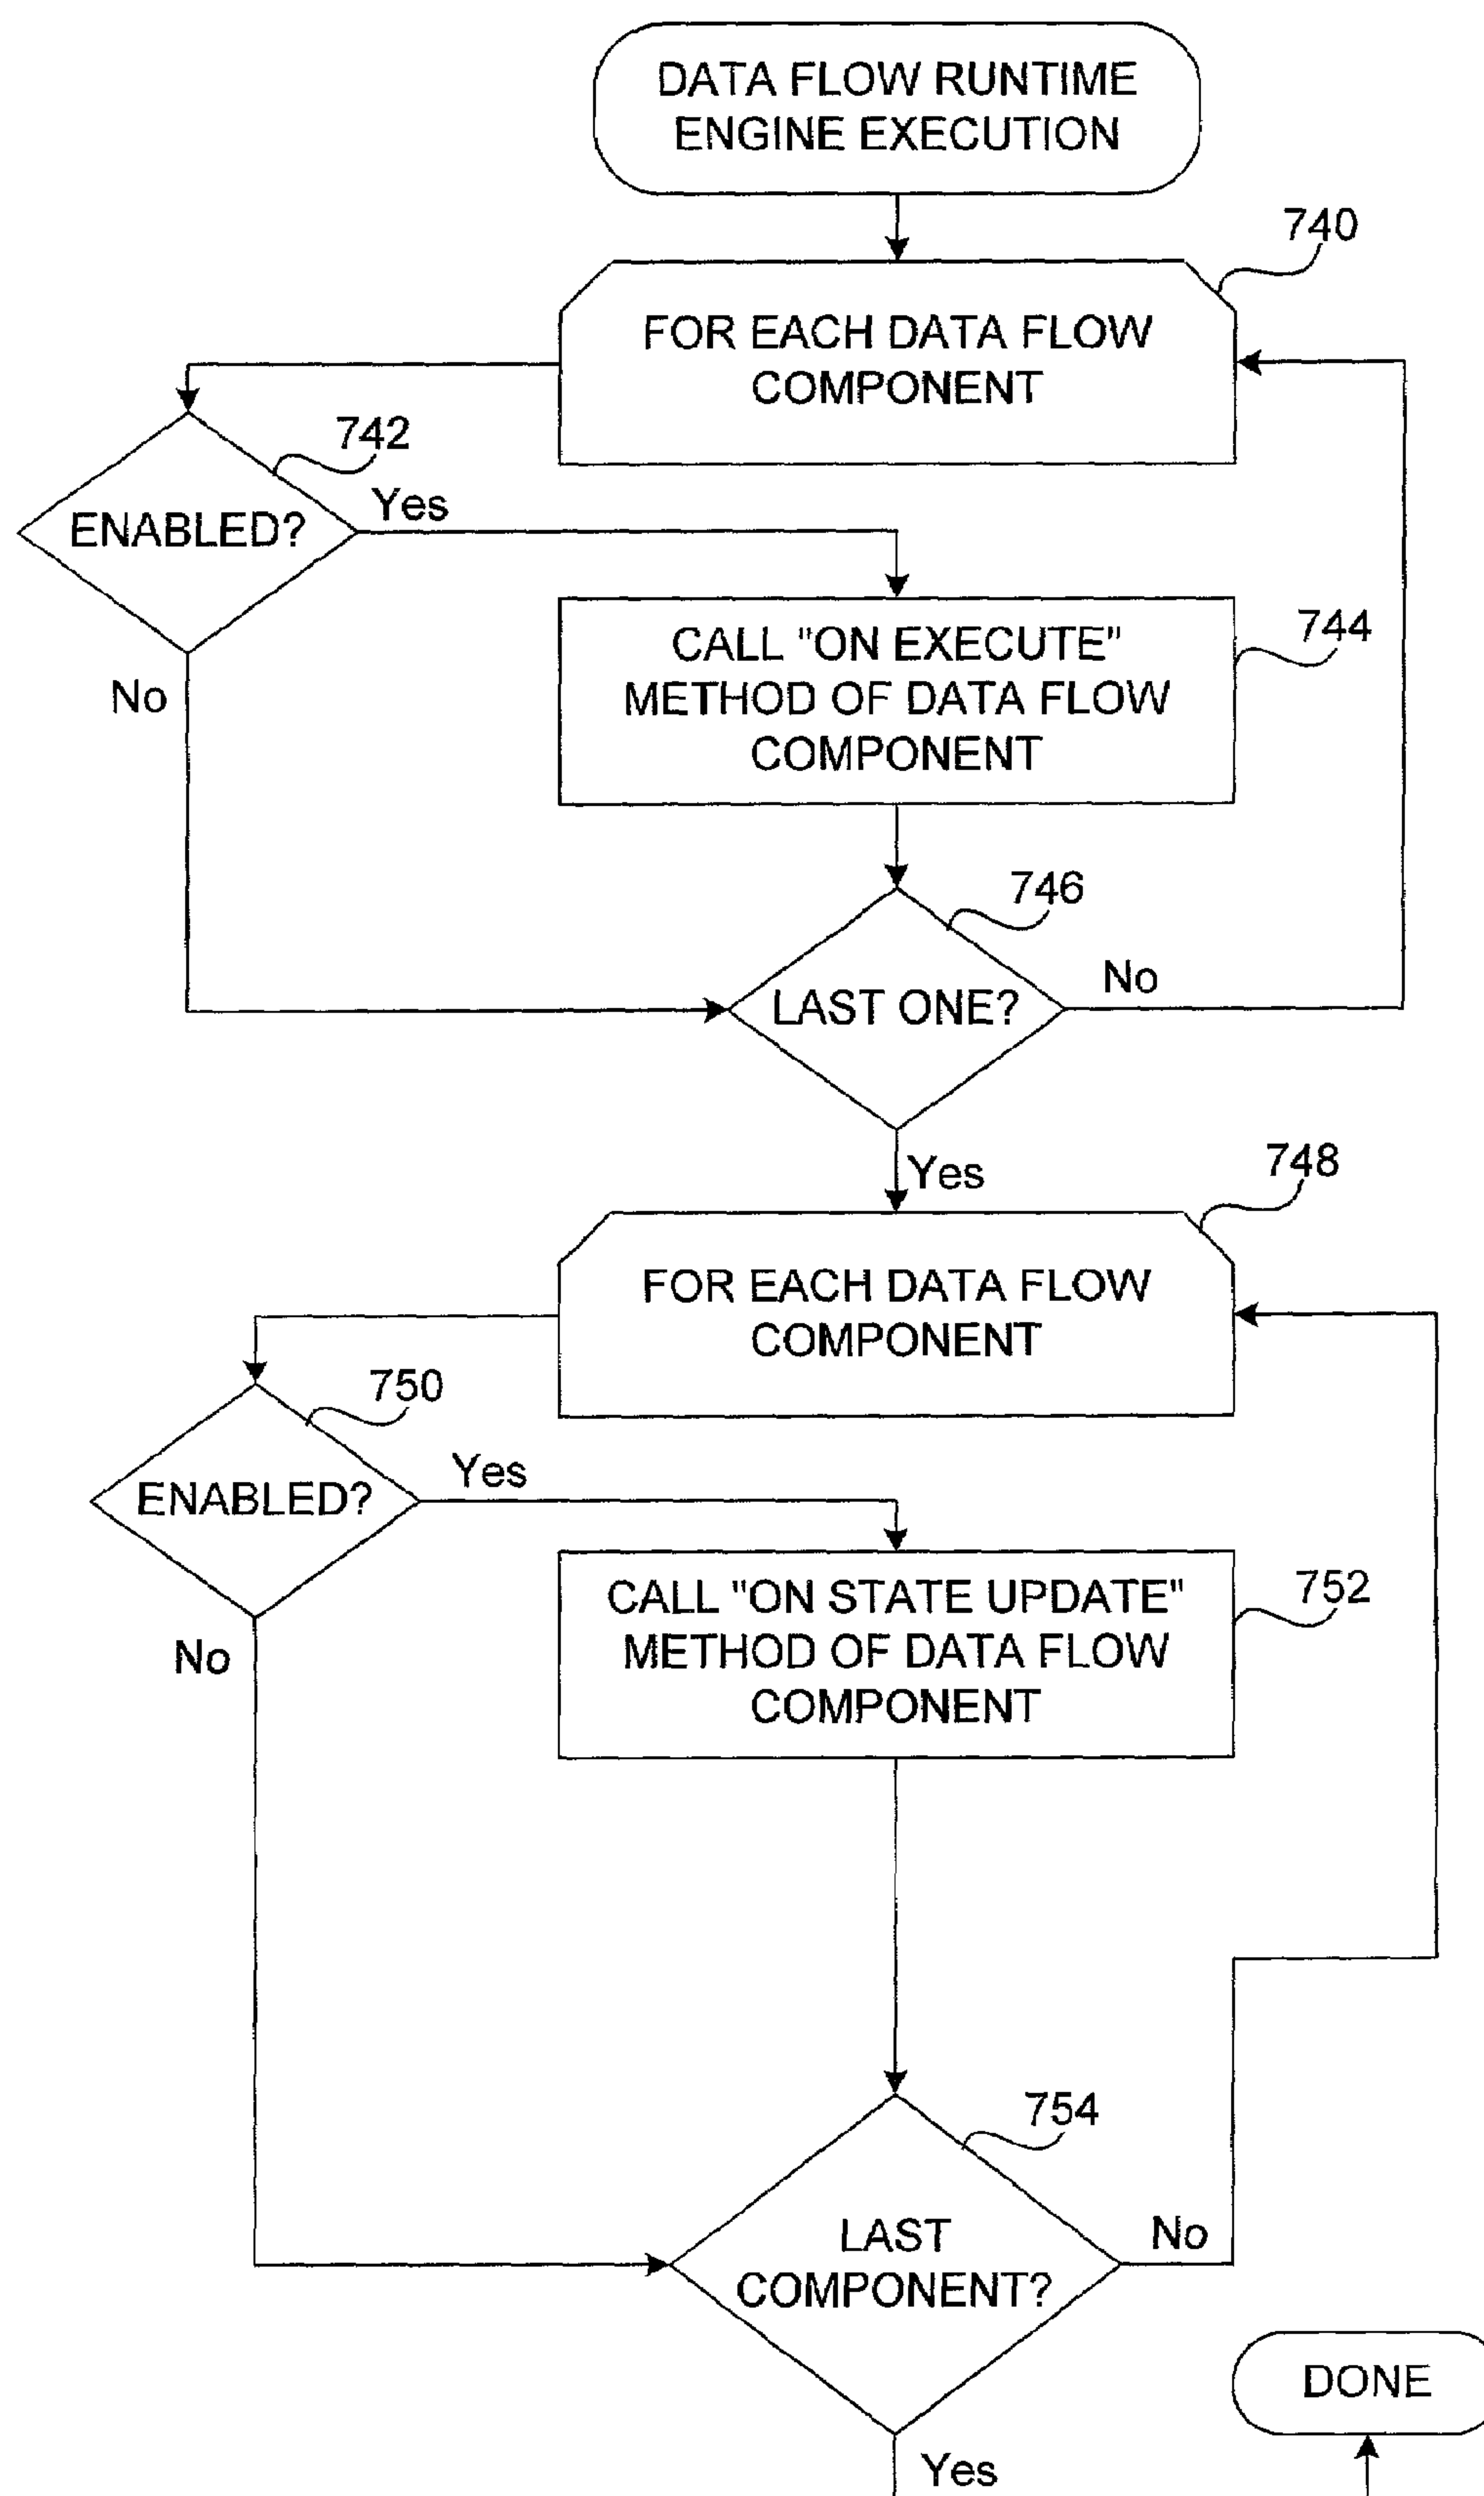 DATA FLOW RUNTIME
ENGINE EXECUTION
740
FOR EACH DATA FLOW
COMPONENT
742
ENABLED?
Yes
No
CALL "ON EXECUTE"
METHOD OF DATA FLOW
COMPONENT
744
746
LAST ONE?
No
Yes
748
FOR EACH DATA FLOW
COMPONENT
750
ENABLED?
Yes
No
CALL "ON STATE UPDATE"
METHOD OF DATA FLOW
COMPONENT
752
754
LAST
COMPONENT?
No
DONE
Yes